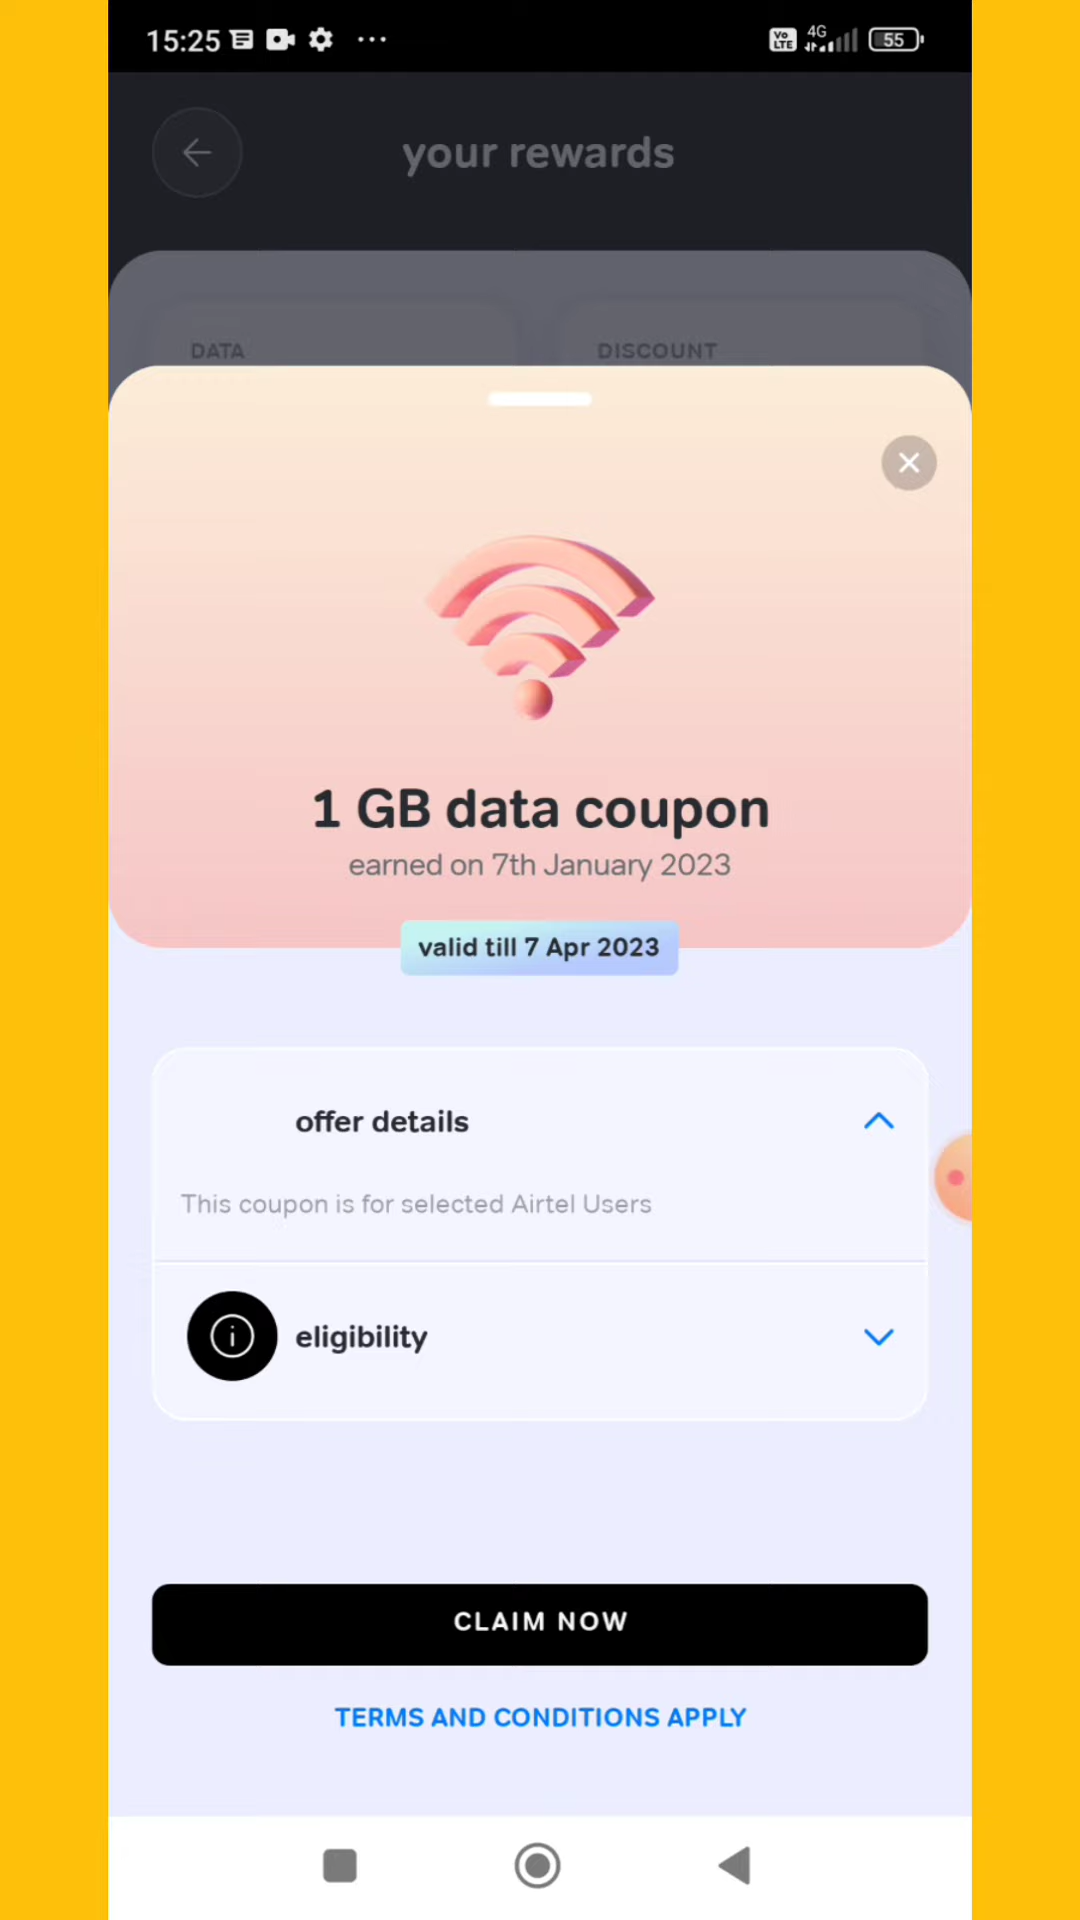 15:25
Vo LTE 4G 55
your rewards
DATA
DISCOUNT
1 GB data coupon
earned on 7th January 2023
valid till 7 Apr 2023
offer details
This coupon is for selected Airtel Users
eligibility
CLAIM NOW
TERMS AND CONDITIONS APPLY